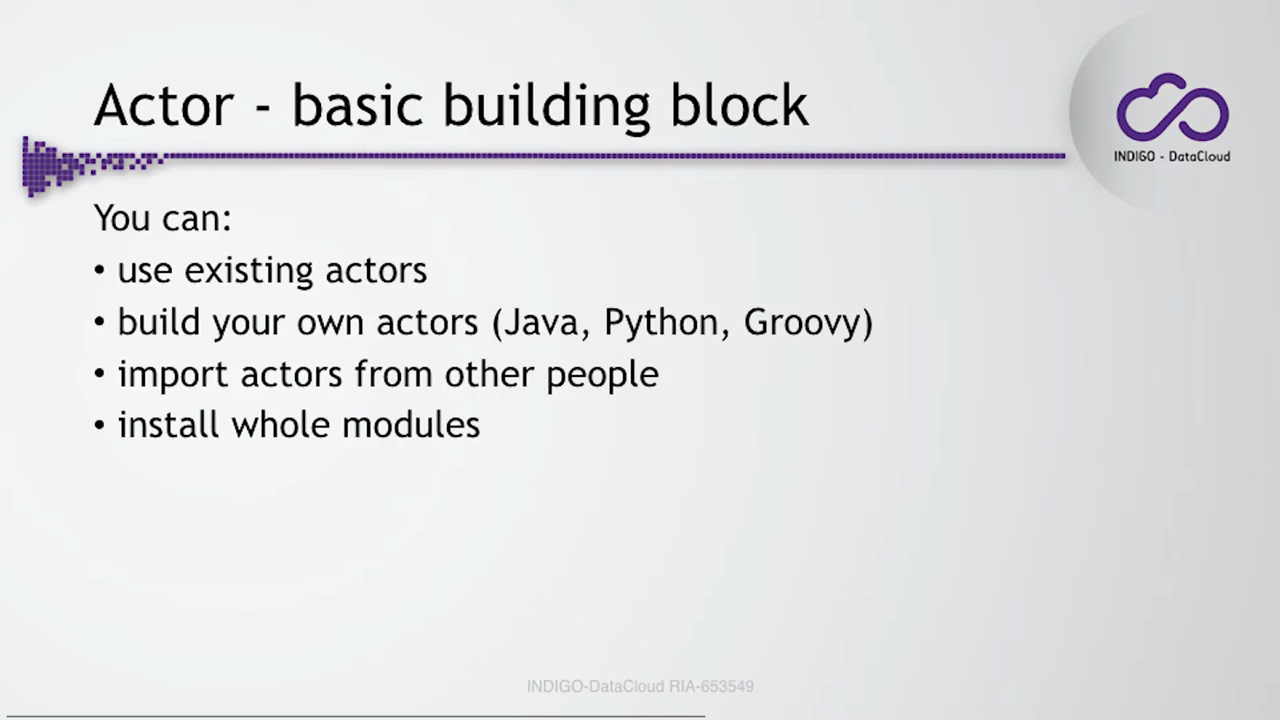 Actor - basic building block
INDIGO - DataCloud
You can:
• use existing actors
• build your own actors (Java, Python, Groovy)
• import actors from other people
• install whole modules
INDIGO-DataCloud RIA-653549